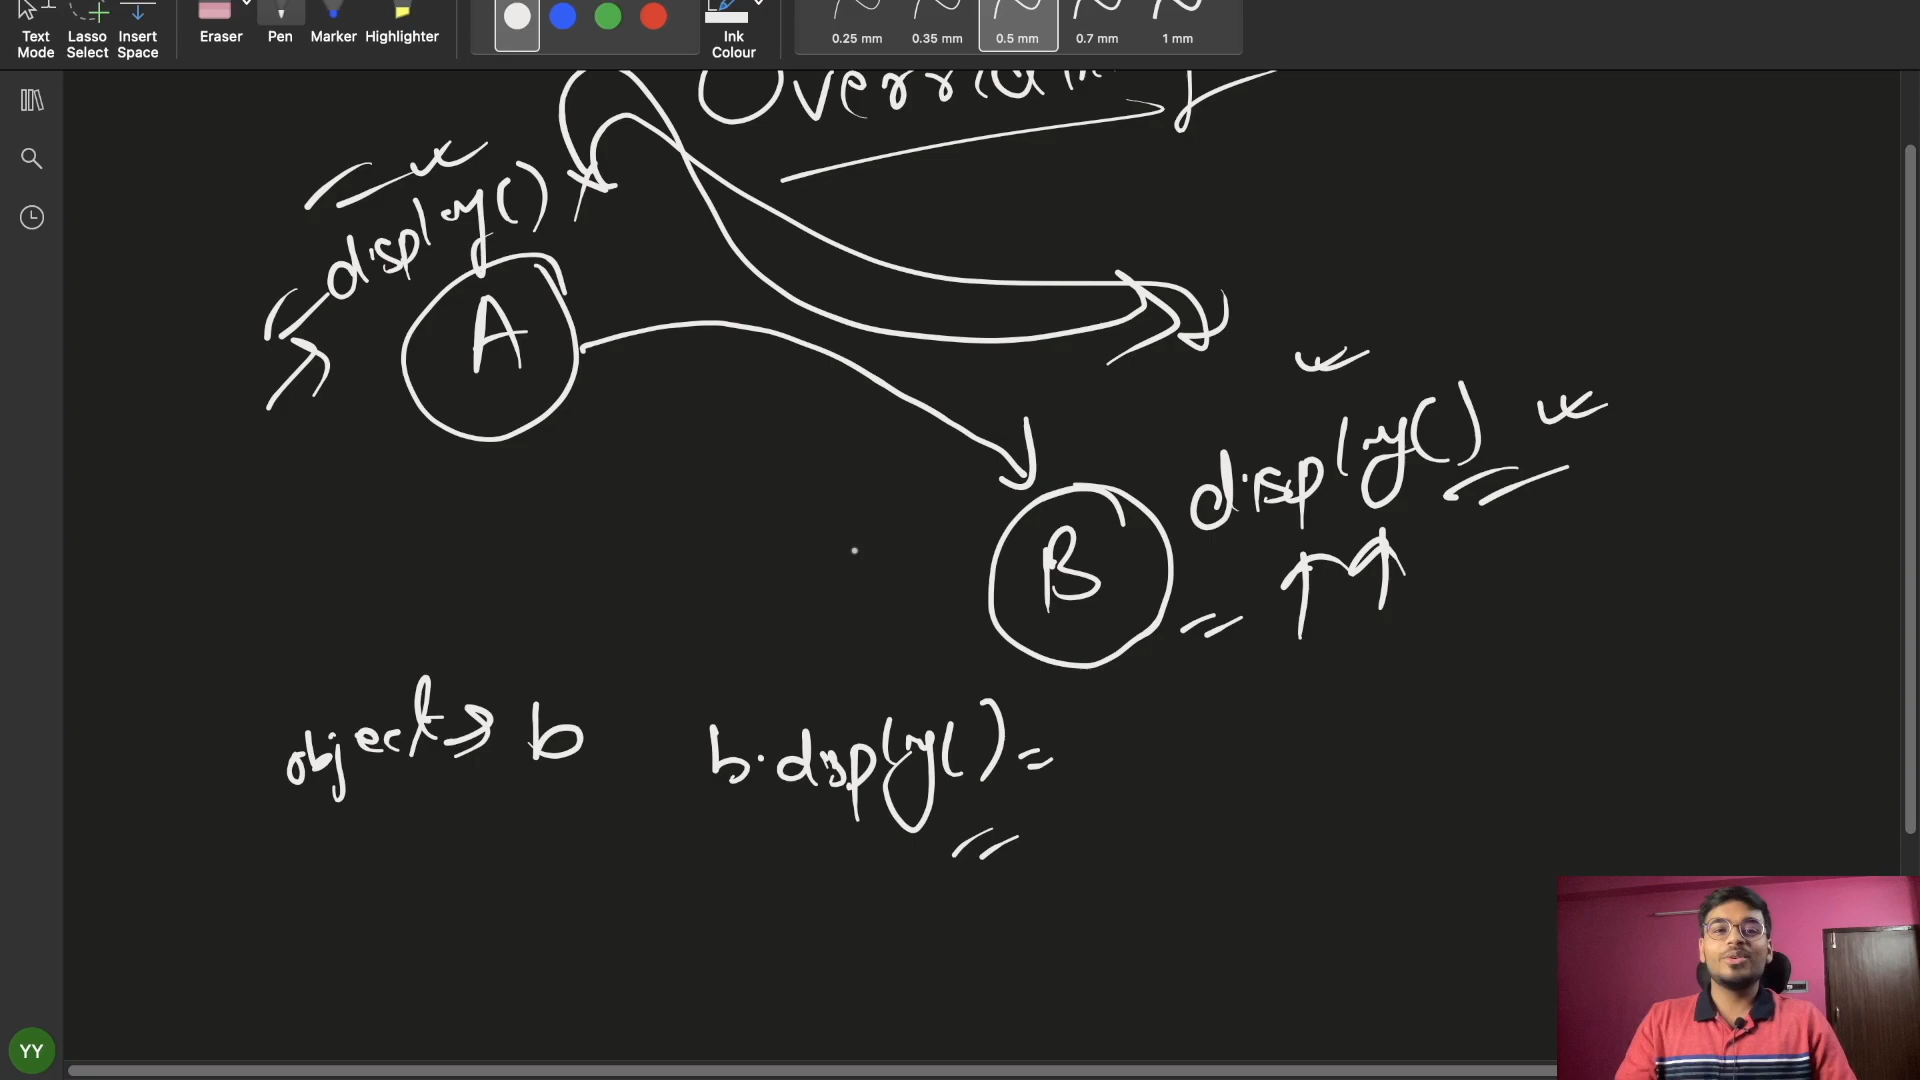 Text Mode
Lasso Select
Insert Space
Eraser
Pen
Marker
Highlighter
Ink Colour
0.25 mm
0.35 mm
0.5 mm
0.7 mm
1 mm
Overriding
display()
A
display()
B
object → b
b.display() =
YY